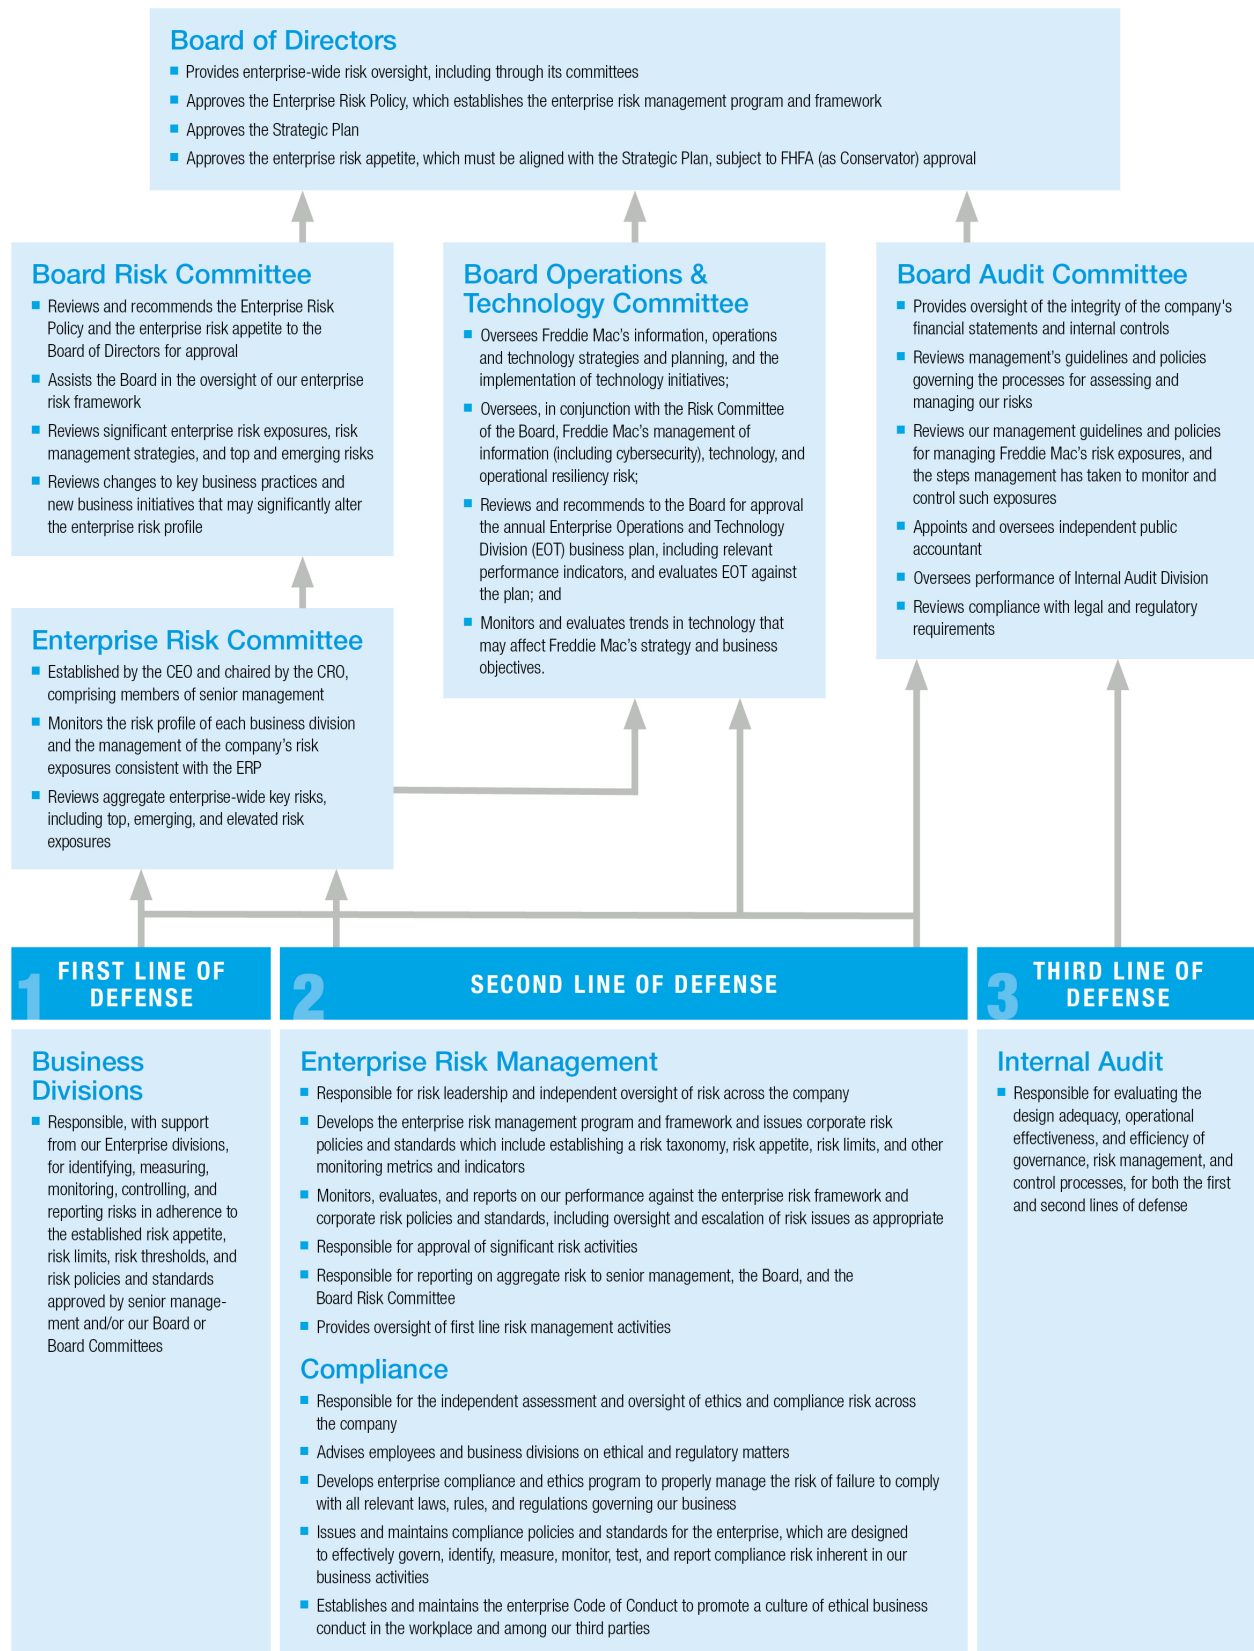 Board of Directors
Provides enterprise-wide risk oversight, including through its committees
Approves the Enterprise Risk Policy, which establishes the enterprise risk management program and framework
Approves the Strategic Plan
Approves the enterprise risk appetite, which must be aligned with the Strategic Plan, subject to FHFA (as Conservator) approval
Board Risk Committee
Reviews and recommends the Enterprise Risk
Policy and the enterprise risk appetite to the
Board of Directors for approval
Assists the Board in the oversight of our enterprise
risk framework
Reviews significant enterprise risk exposures, risk
management strategies, and top and emerging risks
Reviews changes to key business practices and
new business initiatives that may significantly alter
the enterprise risk profile
Board Operations &
Technology Committee
Oversees Freddie Mac’s information, operations
and technology strategies and planning, and the
implementation of technology initiatives;
Oversees, in conjunction with the Risk Committee
of the Board, Freddie Mac’s management of
information (including cybersecurity), technology, and
operational resiliency risk;
Reviews and recommends to the Board for approval
the annual Enterprise Operations and Technology
Division (EOT) business plan, including relevant
performance indicators, and evaluates EOT against
the plan; and
Monitors and evaluates trends in technology that
may affect Freddie Mac’s strategy and business
objectives.
Board Audit Committee
Provides oversight of the integrity of the company's
financial statements and internal controls
Reviews management’s guidelines and policies
governing the processes for assessing and
managing our risks
Reviews our management guidelines and policies
for managing Freddie Mac’s risk exposures, and
the steps management has taken to monitor and
control such exposures
Appoints and oversees independent public
accountant
Oversees performance of Internal Audit Division
Reviews compliance with legal and regulatory
requirements
Enterprise Risk Committee
Established by the CEO and chaired by the CRO,
comprising members of senior management
Monitors the risk profile of each business division
and the management of the company’s risk
exposures consistent with the ERP
Reviews aggregate enterprise-wide key risks,
including top, emerging, and elevated risk
exposures
1 FIRST LINE OF
DEFENSE
2 SECOND LINE OF DEFENSE
3 THIRD LINE OF
DEFENSE
Business
Divisions
Responsible, with support
from our Enterprise divisions,
for identifying, measuring,
monitoring, controlling, and
reporting risks in adherence to
the established risk appetite,
risk limits, risk thresholds, and
risk policies and standards
approved by senior manage-
ment and/or our Board or
Board Committees
Enterprise Risk Management
Responsible for risk leadership and independent oversight of risk across the company
Develops the enterprise risk management program and framework and issues corporate risk
policies and standards which include establishing a risk taxonomy, risk appetite, risk limits, and other
monitoring metrics and indicators
Monitors, evaluates, and reports on our performance against the enterprise risk framework and
corporate risk policies and standards, including oversight and escalation of risk issues as appropriate
Responsible for approval of significant risk activities
Responsible for reporting on aggregate risk to senior management, the Board, and the
Board Risk Committee
Provides oversight of first line risk management activities
Compliance
Responsible for the independent assessment and oversight of ethics and compliance risk across
the company
Advises employees and business divisions on ethical and regulatory matters
Develops enterprise compliance and ethics program to properly manage the risk of failure to comply
with all relevant laws, rules, and regulations governing our business
Issues and maintains compliance policies and standards for the enterprise, which are designed
to effectively govern, identify, measure, monitor, test, and report compliance risk inherent in our
business activities
Establishes and maintains the enterprise Code of Conduct to promote a culture of ethical business
conduct in the workplace and among our third parties
Internal Audit
Responsible for evaluating the
design adequacy, operational
effectiveness, and efficiency of
governance, risk management, and
control processes, for both the first
and second lines of defense